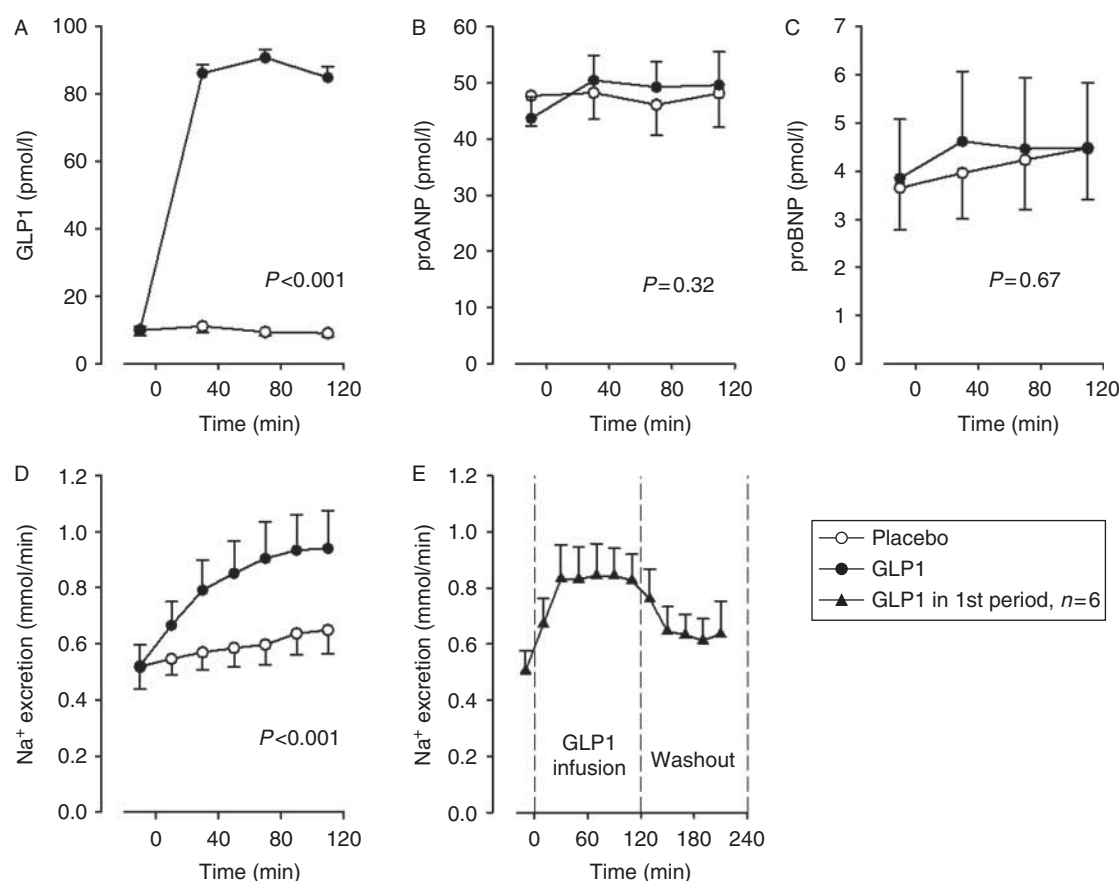 A
GLP1 (pmol/l)
100
80
60
40
20
0
P<0.001
0 40 80 120
Time (min)
B
proANP (pmol/l)
60
50
40
30
20
10
0
P=0.32
0 40 80 120
Time (min)
C
proBNP (pmol/l)
7
6
5
4
3
2
1
0
P=0.67
0 40 80 120
Time (min)
D
Na+ excretion (mmol/min)
1.2
1.0
0.8
0.6
0.4
0.2
0.0
P<0.001
0 40 80 120
Time (min)
E
Na+ excretion (mmol/min)
1.2
1.0
0.8
0.6
0.4
0.2
0.0
GLP1
infusion
Washout
0 60 120 180 240
Time (min)
Placebo
GLP1
GLP1 in 1st period, n=6